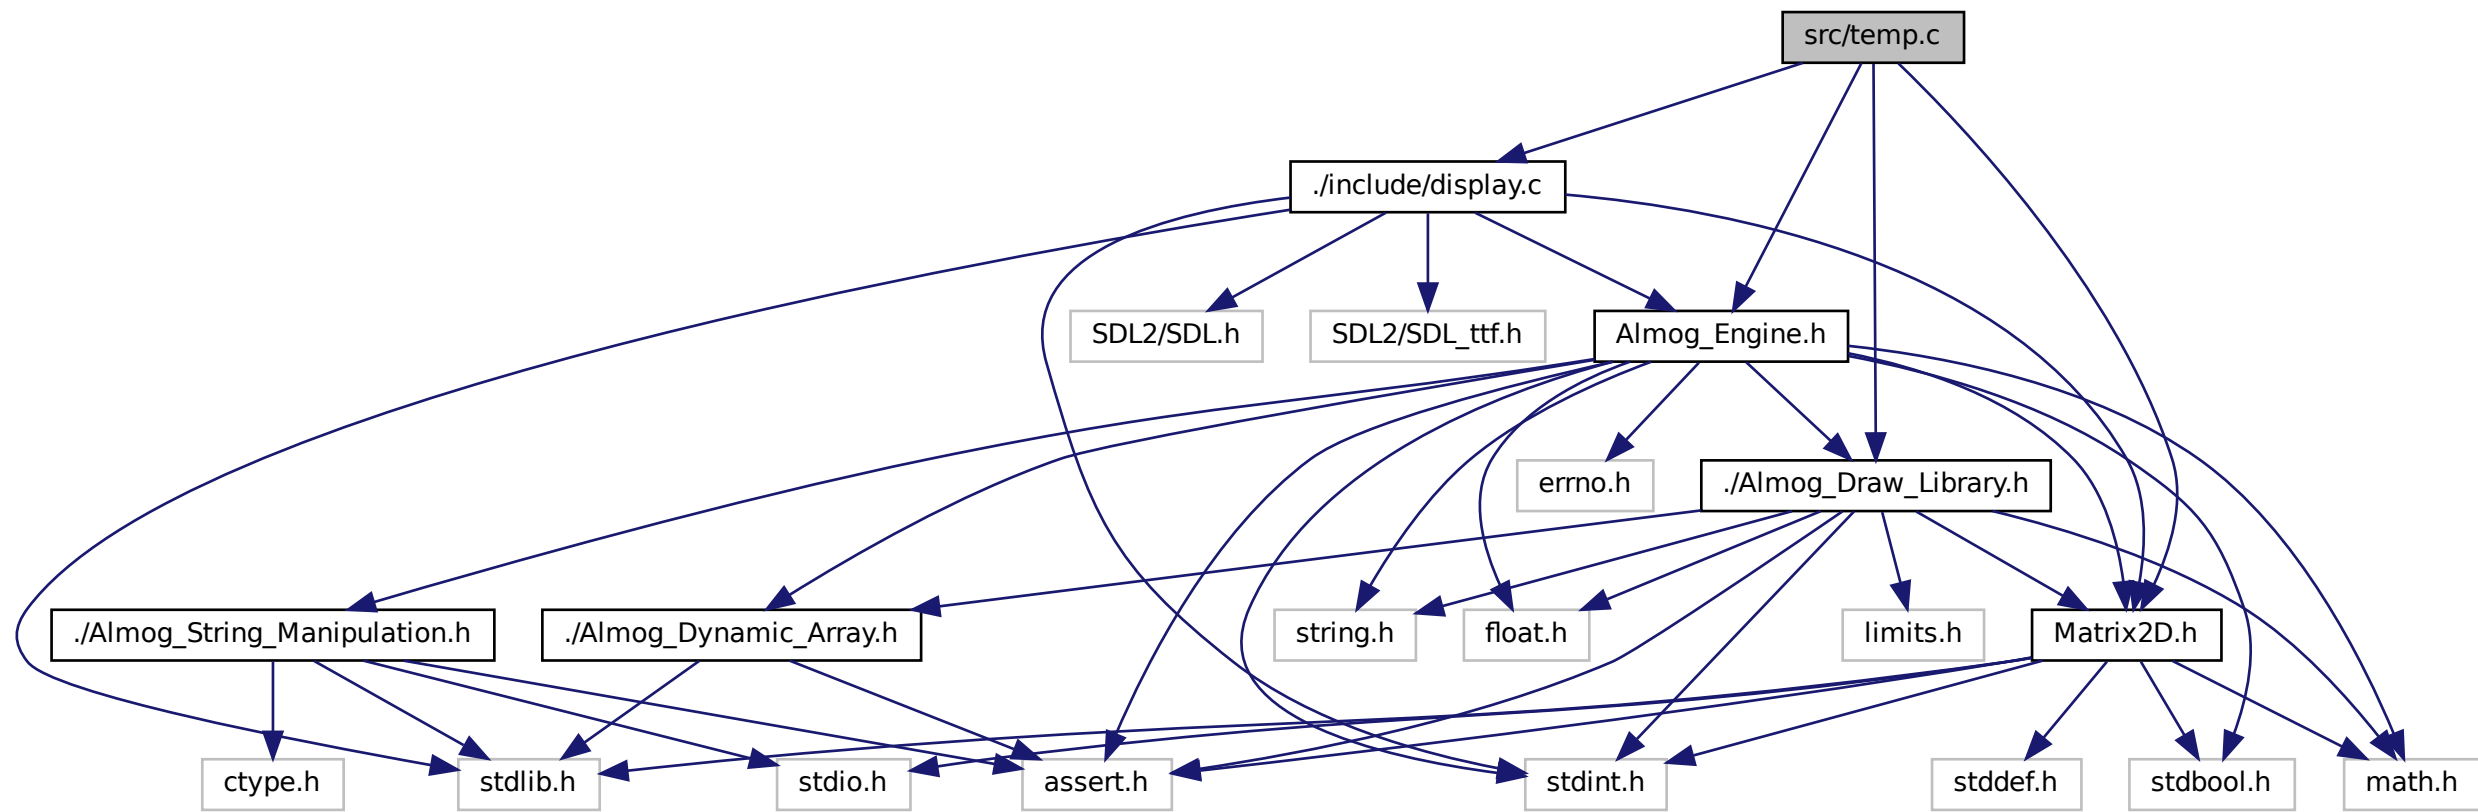 src/temp.c
./include/display.c
SDL2/SDL.h
SDL2/SDL_ttf.h
Almog_Engine.h
errno.h
./Almog_Draw_Library.h
./Almog_String_Manipulation.h
./Almog_Dynamic_Array.h
string.h
float.h
limits.h
Matrix2D.h
ctype.h
stdlib.h
stdio.h
assert.h
stdint.h
stddef.h
stdbool.h
math.h